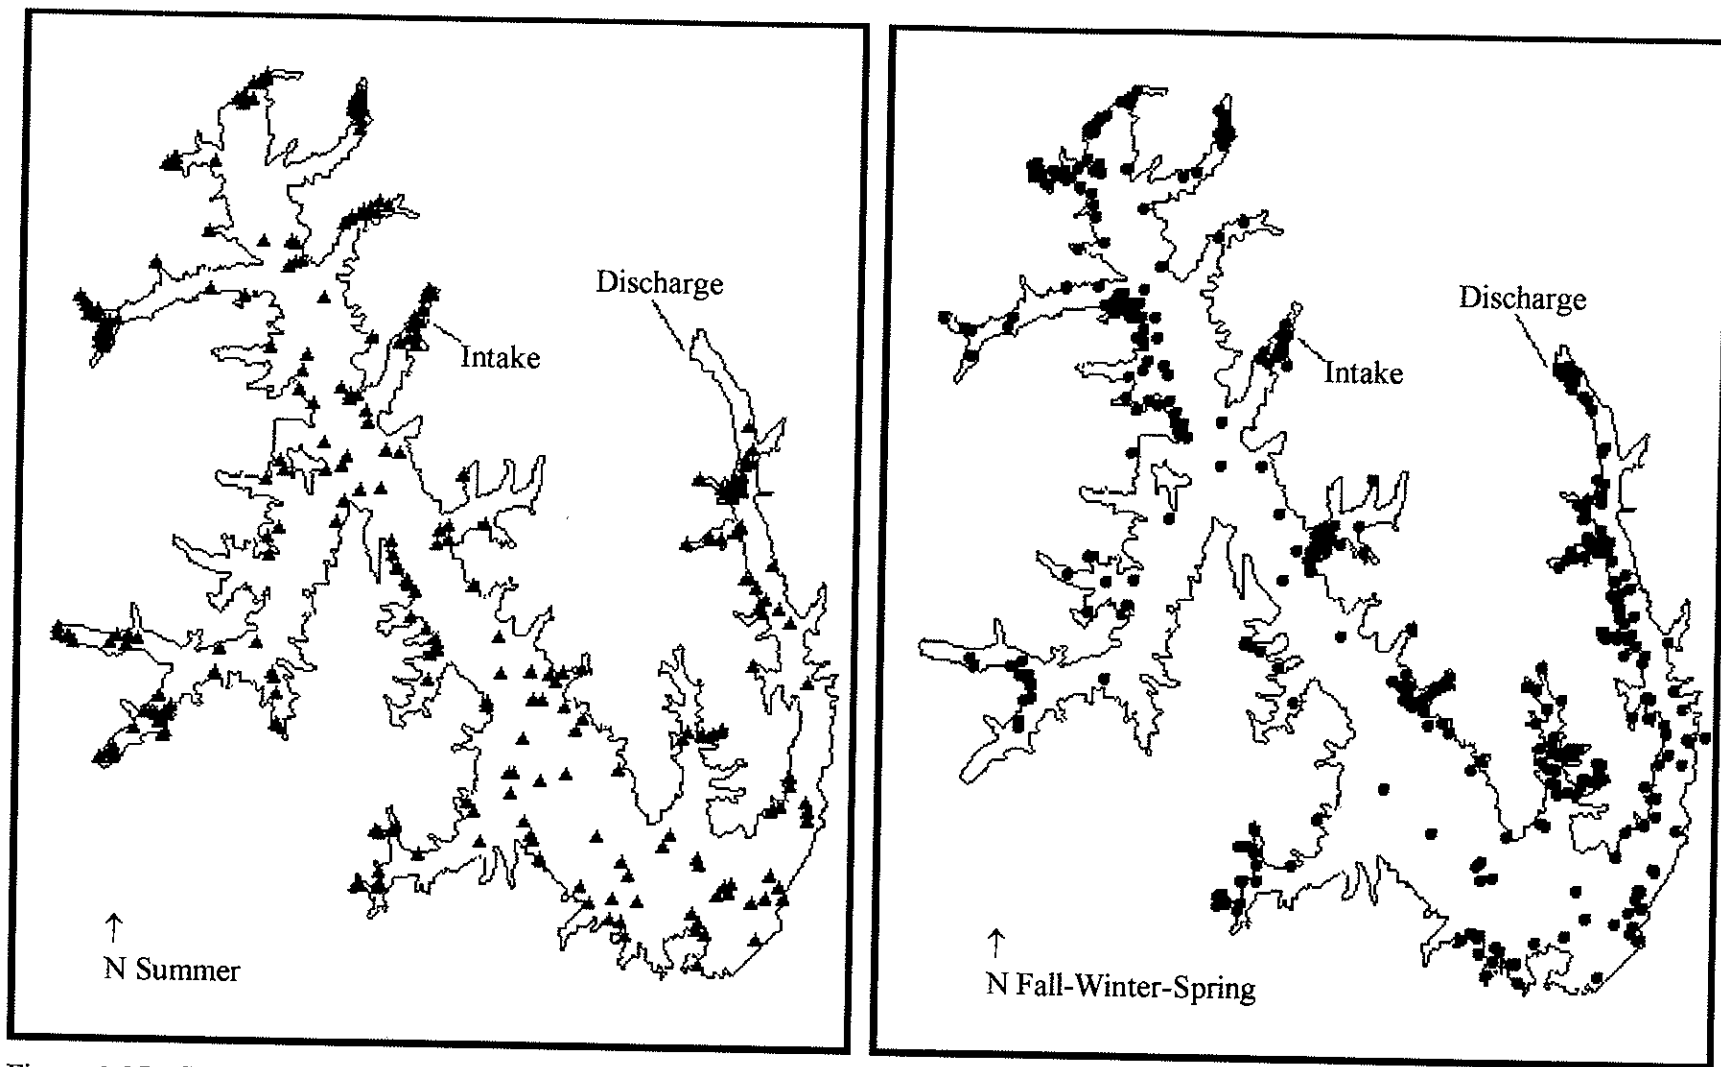 Discharge
Intake
↑
N Summer
Discharge
Intake
↑
N Fall-Winter-Spring